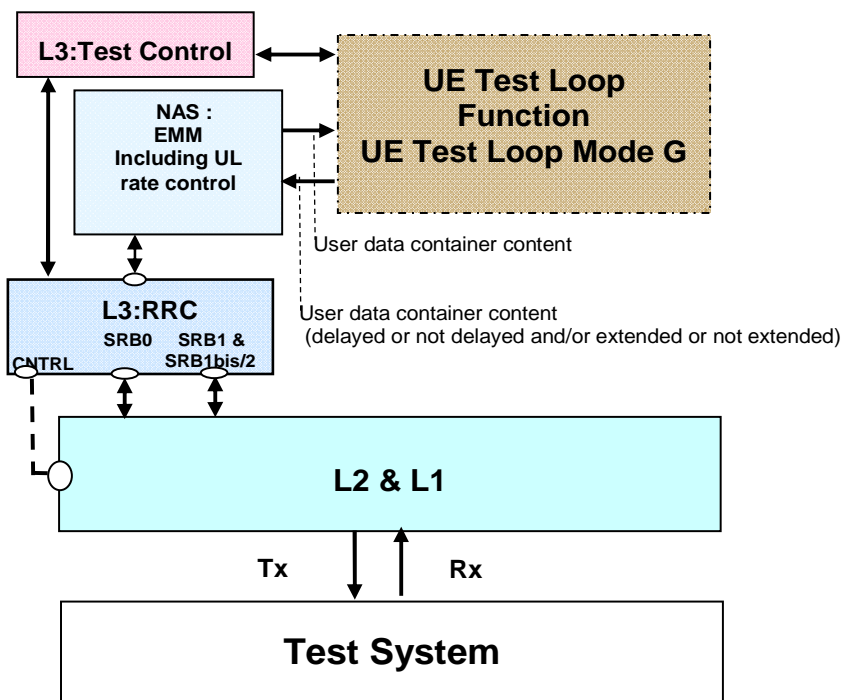 L3:Test Control
UE Test Loop
Function
UE Test Loop Mode G
NAS :
EMM
Including UL
rate control
User data container content
User data container content
(delayed or not delayed and/or extended or not extended)
L3:RRC
SRB0
SRB1 &
SRB1bis/2
CNTRL
L2 & L1
Tx
Rx
Test System